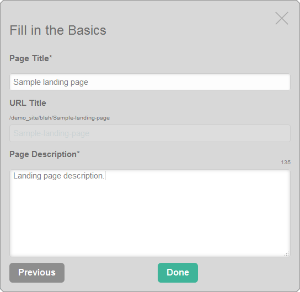 Fill in the Basics
Page Title*
Sample landing page
URL Title
/demo_site/blah/Sample-landing-page
Sample landing page
Page Description*
135
Landing page description.
Previous
Done